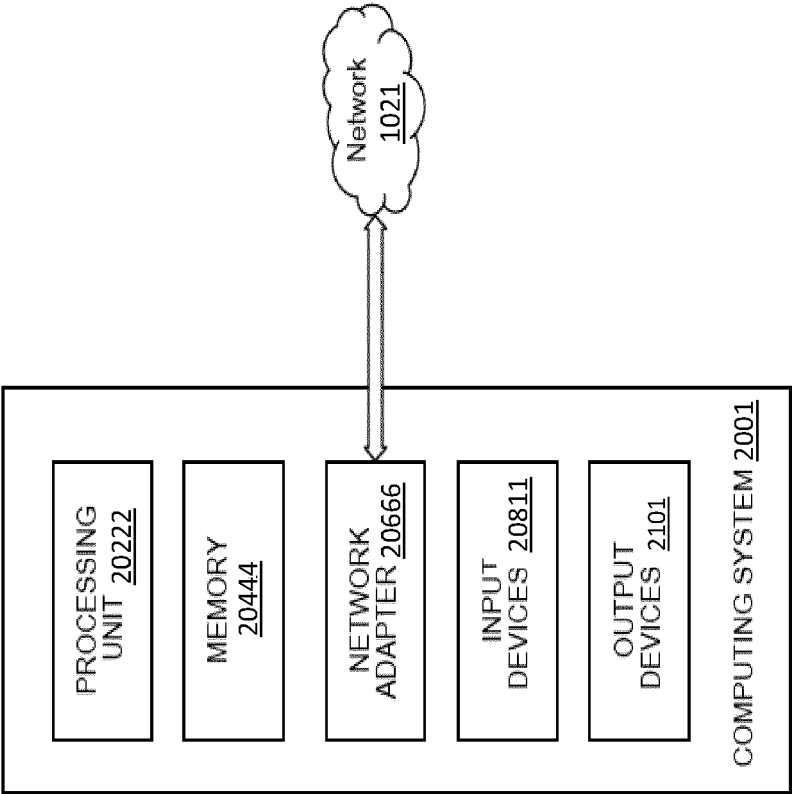 PROCESSING
UNIT 20222
MEMORY
20444
NETWORK
ADAPTER 20666
INPUT
DEVICES 20811
OUTPUT
DEVICES 2101
COMPUTING SYSTEM 2001
Network
1021